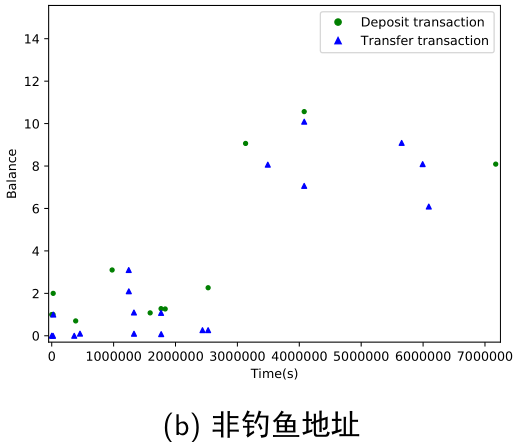 Deposit transaction
Transfer transaction
14
12
10
8
6
4
2
0
Balance
0 1000000 2000000 3000000 4000000 5000000 6000000 7000000
Time(s)
(b) 非钓鱼地址